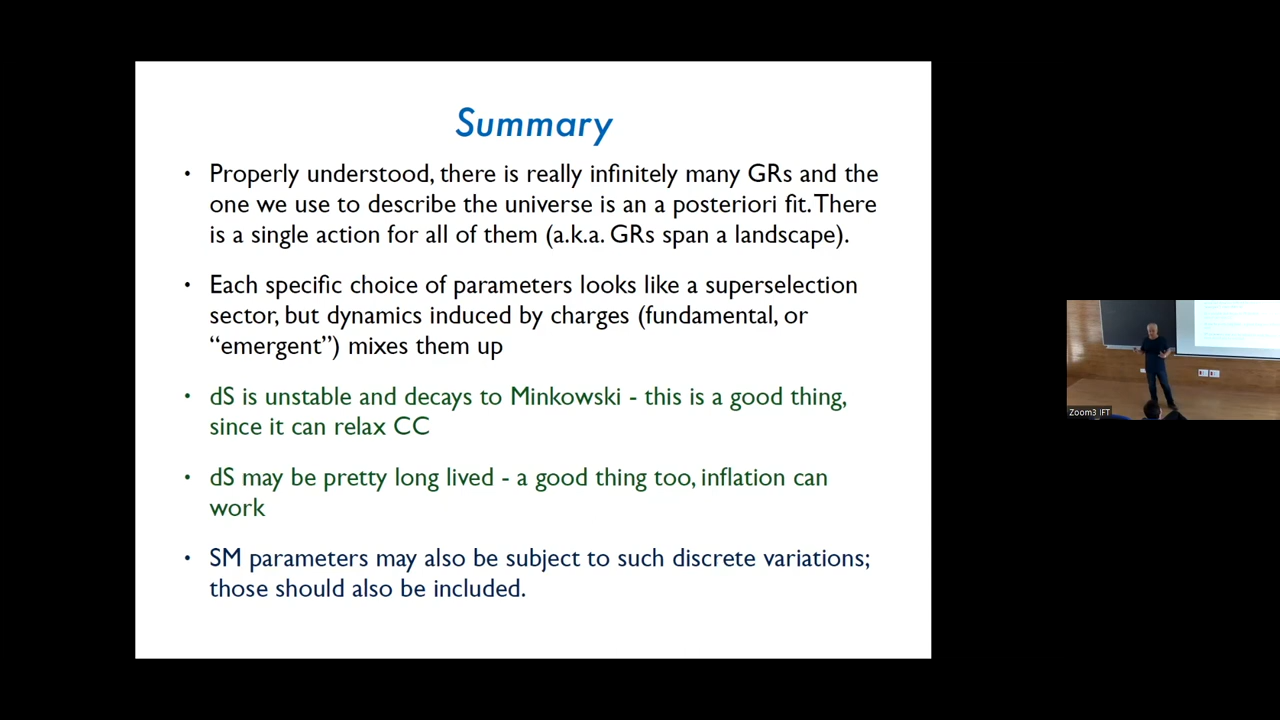 Summary
• Properly understood, there is really infinitely many GRs and the
one we use to describe the universe is an a posteriori fit. There
is a single action for all of them (a.k.a. GRs span a landscape).
• Each specific choice of parameters looks like a superselection
sector, but dynamics induced by charges (fundamental, or
“emergent”) mixes them up
• dS is unstable and decays to Minkowski - this is a good thing,
since it can relax CC
• dS may be pretty long lived - a good thing too, inflation can
work
• SM parameters may also be subject to such discrete variations;
those should also be included.
Zoom3 IFT